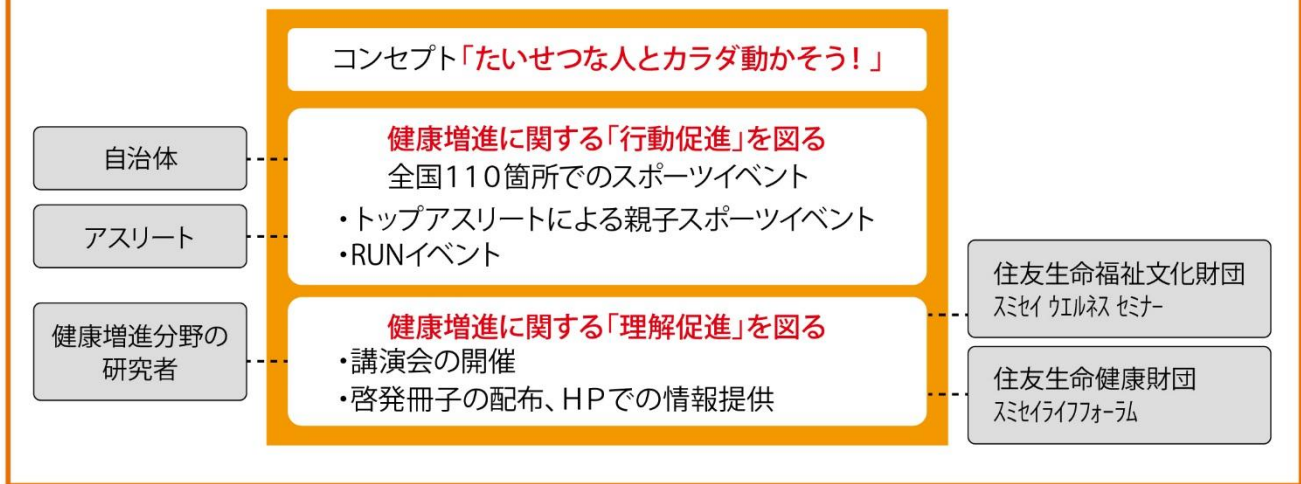 コンセプト「たいせつな人とカラダ動かそう！」
健康増進に関する「行動促進」を図る
全国１１０箇所でのスポーツイベント
・トップアスリートによる親子スポーツイベント
・RUNイベント
健康増進に関する「理解促進」を図る
・講演会の開催
・啓発冊子の配布、ＨＰでの情報提供
自治体
アスリート
健康増進分野の
研究者
住友生命福祉文化財団
ｽﾐｾｲ ｳｴﾙﾈｽ ｾﾐﾅｰ
住友生命健康財団
ｽﾐｾｲﾗｲﾌﾌｫｰﾗﾑ